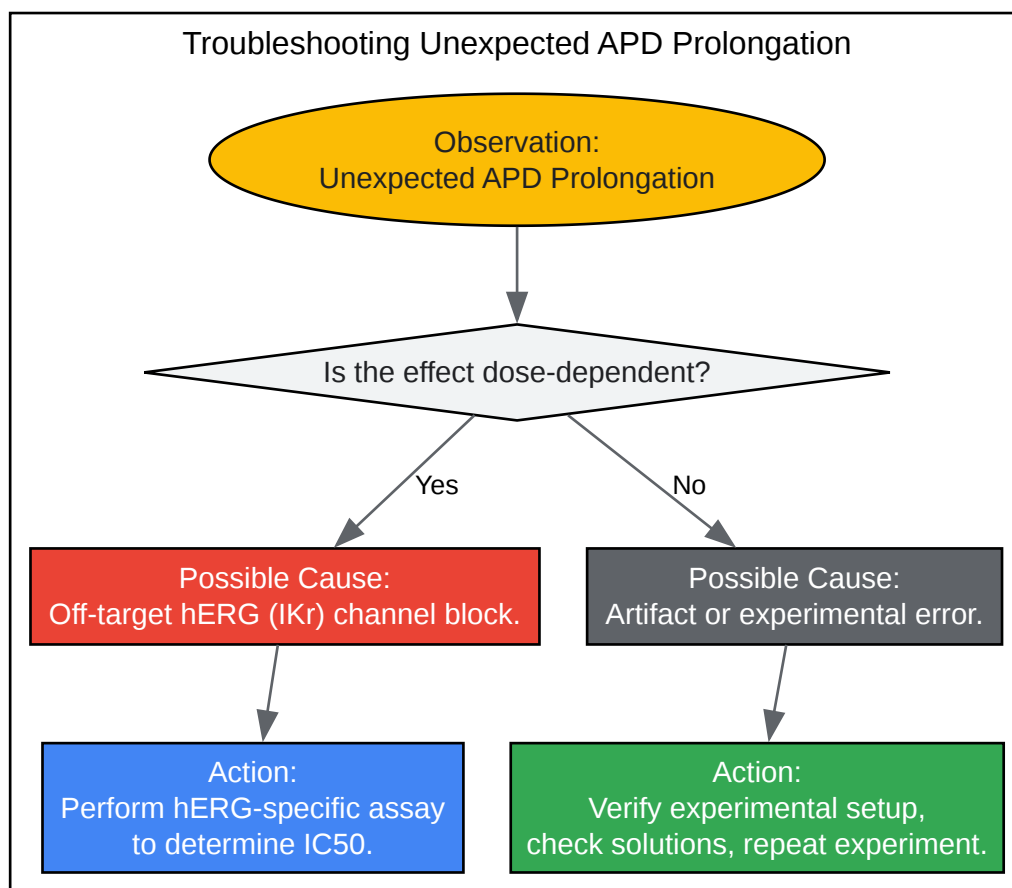 Troubleshooting Unexpected APD Prolongation
Observation:
Unexpected APD Prolongation
Is the effect dose-dependent?
Yes
No
Possible Cause:
Off-target hERG (IKr) channel block.
Possible Cause:
Artifact or experimental error.
Action:
Perform hERG-specific assay
to determine IC50.
Action:
Verify experimental setup,
check solutions, repeat experiment.